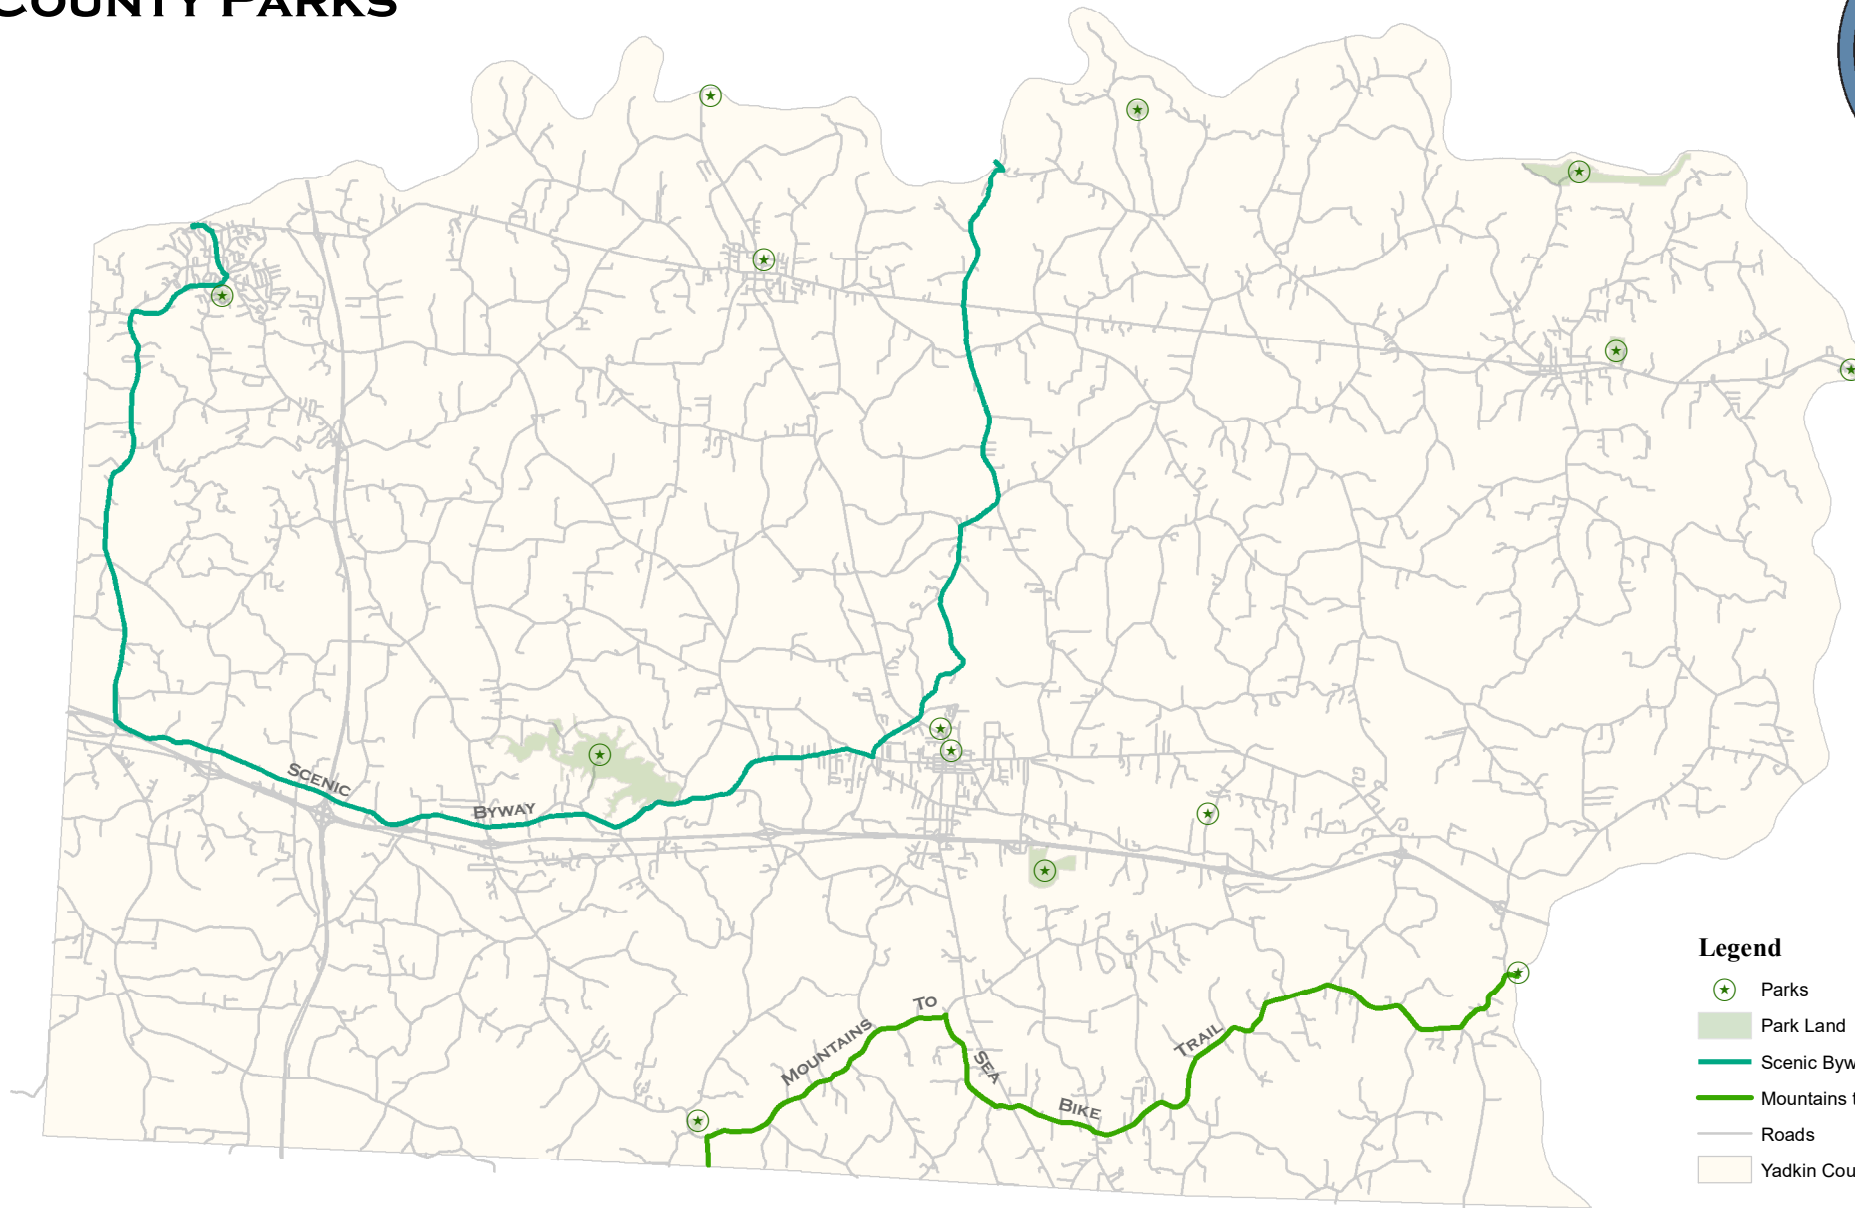 COUNTY PARKS
SCENIC
BYWAY
MOUNTAINS
TO
SEA
BIKE
TRAIL
Legend
Parks
Park Land
Scenic Byw
Mountains t
Roads
Yadkin Cou